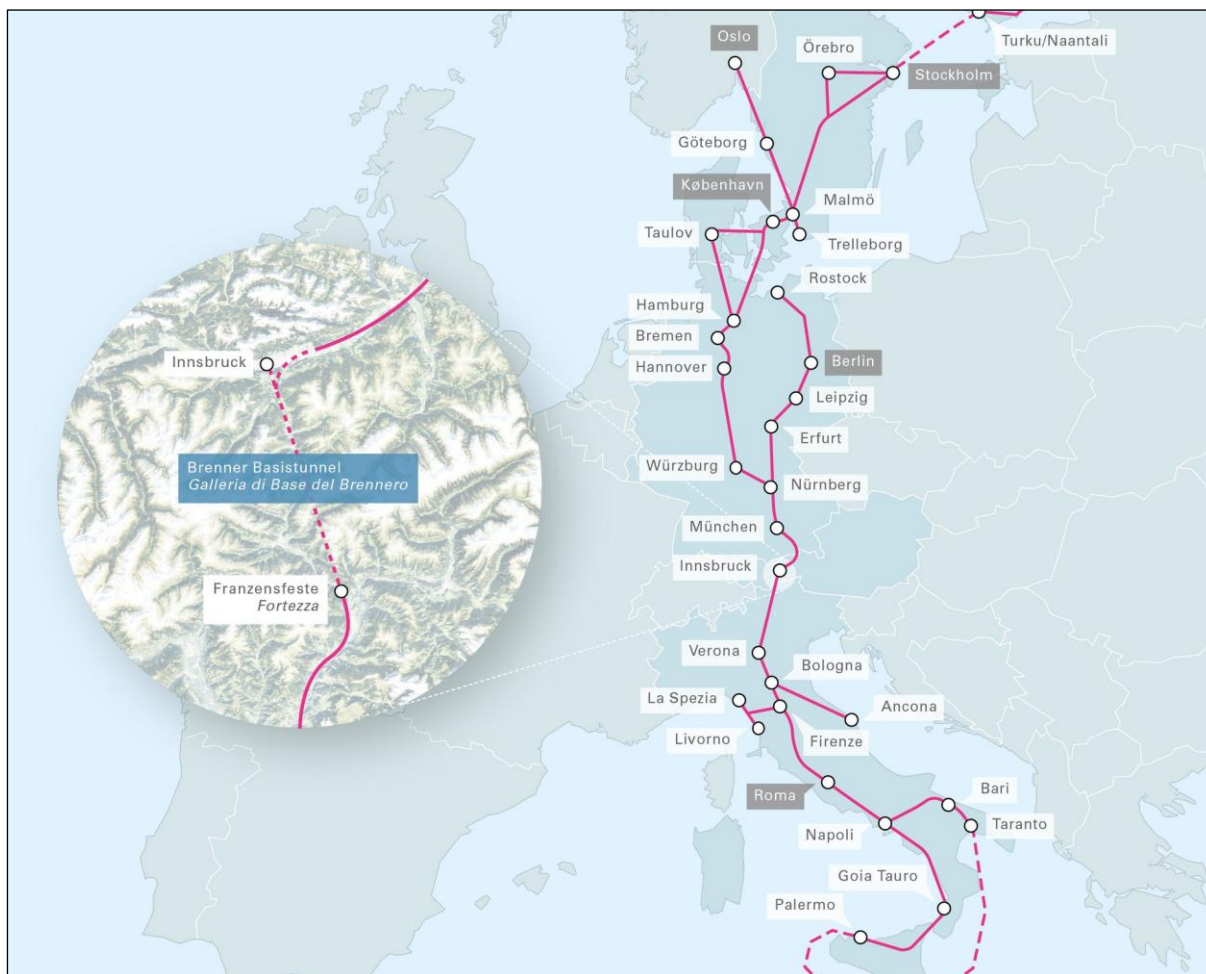 Oslo
Örebro
Turku/Naantali
Stockholm
Göteborg
København
Malmö
Taulov
Trelleborg
Rostock
Hamburg
Bremen
Hannover
Berlin
Leipzig
Erfurt
Würzburg
Nürnberg
München
Innsbruck
Verona
Bologna
La Spezia
Ancona
Livorno
Firenze
Roma
Bari
Napoli
Taranto
Goia Tauro
Palermo
Innsbruck
Brenner Basistunnel
Galleria di Base del Brennero
Franzensfeste
Fortezza